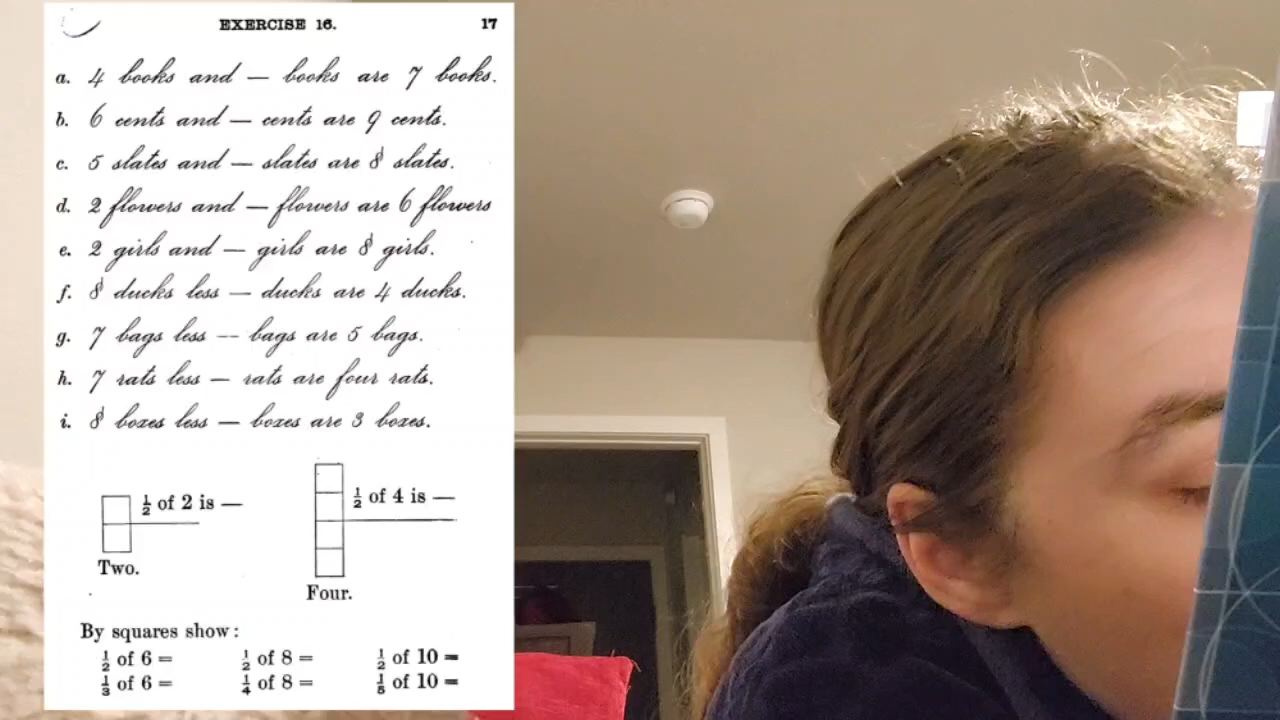 EXERCISE 16. 17
a. 4 books and — books are 7 books.
b. 6 cents and — cents are 9 cents.
c. 5 slates and — slates are 8 slates.
d. 2 flowers and — flowers are 6 flowers
e. 2 girls and — girls are 8 girls.
f. 8 ducks less — ducks are 4 ducks.
g. 7 bags less -- bags are 5 bags.
h. 7 rats less — rats are four rats.
i. 8 boxes less — boxes are 3 boxes.
½ of 2 is — ½ of 4 is —
Two.
Four.
By squares show:
½ of 6 = ½ of 8 = ½ of 10 =
⅓ of 6 = ¼ of 8 = ⅕ of 10 =